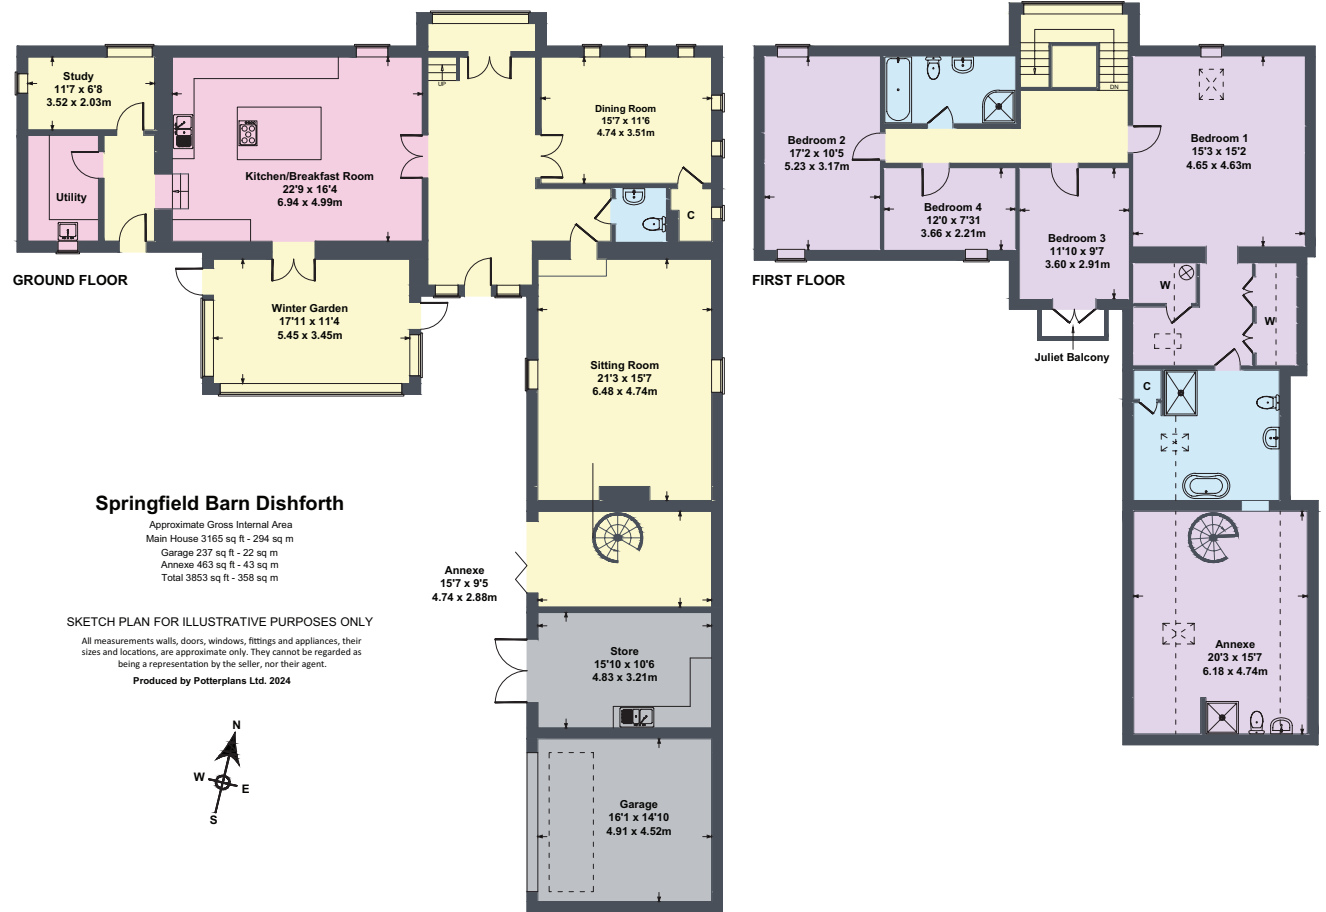 Study
11'7 x 6'8
3.52 x 2.03m
Utility
Kitchen/Breakfast Room
22'9 x 16'4
6.94 x 4.99m
UP
Dining Room
15'7 x 11'6
4.74 x 3.51m
C
GROUND FLOOR
Winter Garden
17'11 x 11'4
5.45 x 3.45m
Sitting Room
21'3 x 15'7
6.48 x 4.74m
Annexe
15'7 x 9'5
4.74 x 2.88m
Store
15'10 x 10'6
4.83 x 3.21m
Garage
16'1 x 14'10
4.91 x 4.52m
Bedroom 2
17'2 x 10'5
5.23 x 3.17m
DN
Bedroom 1
15'3 x 15'2
4.65 x 4.63m
Bedroom 4
12'0 x 7'31
3.66 x 2.21m
Bedroom 3
11'10 x 9'7
3.60 x 2.91m
FIRST FLOOR
W
W
Juliet Balcony
C
Annexe
20'3 x 15'7
6.18 x 4.74m
Springfield Barn Dishforth
Approximate Gross Internal Area
Main House 3165 sq ft - 294 sq m
Garage 237 sq ft - 22 sq m
Annexe 463 sq ft - 43 sq m
Total 3853 sq ft - 358 sq m
SKETCH PLAN FOR ILLUSTRATIVE PURPOSES ONLY
All measurements walls, doors, windows, fittings and appliances, their
sizes and locations, are approximate only. They cannot be regarded as
being a representation by the seller, nor their agent.
Produced by Potterplans Ltd. 2024
N
W
E
S